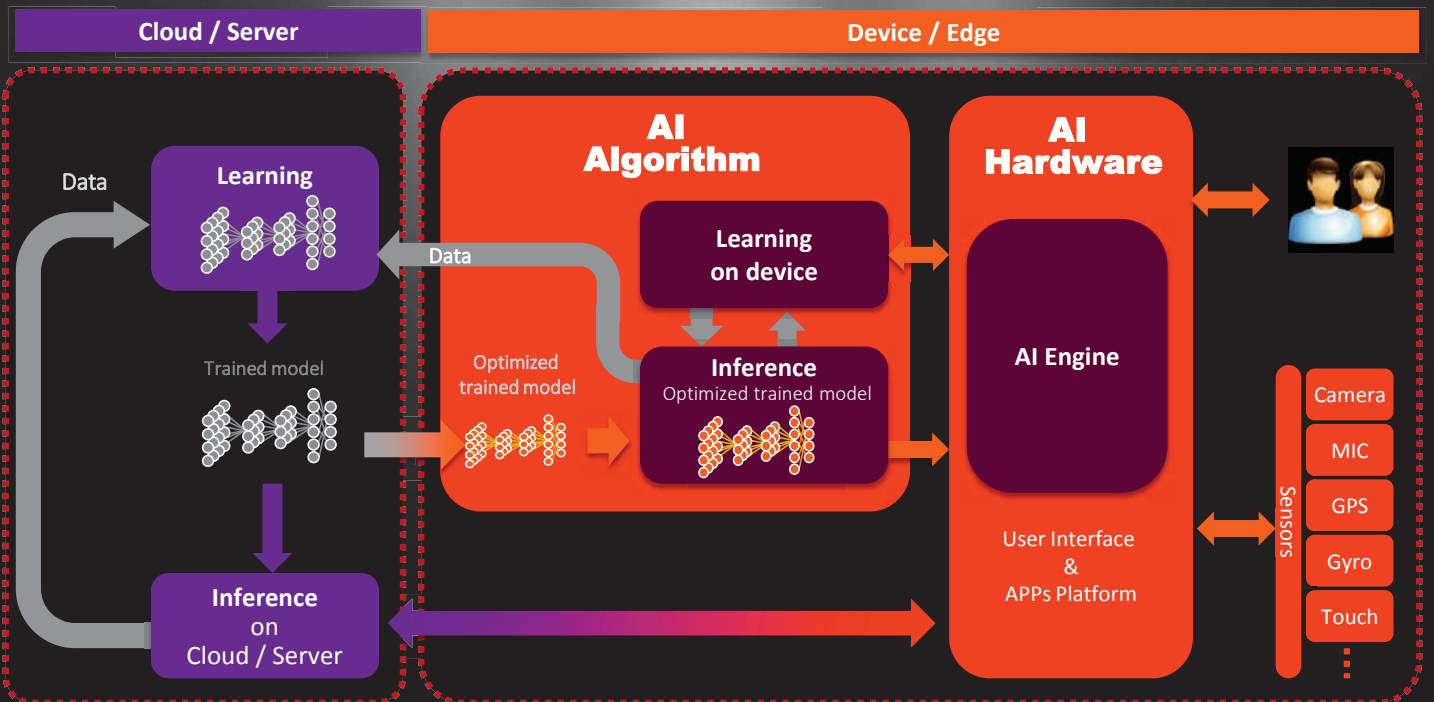 Cloud / Server
Device / Edge
Data
Learning
Trained model
Inference
on
Cloud / Server
AI
Algorithm
Data
Learning
on device
Optimized
trained model
Inference
Optimized trained model
AI
Hardware
AI Engine
User Interface
&
APPs Platform
Sensors
Camera
MIC
GPS
Gyro
Touch